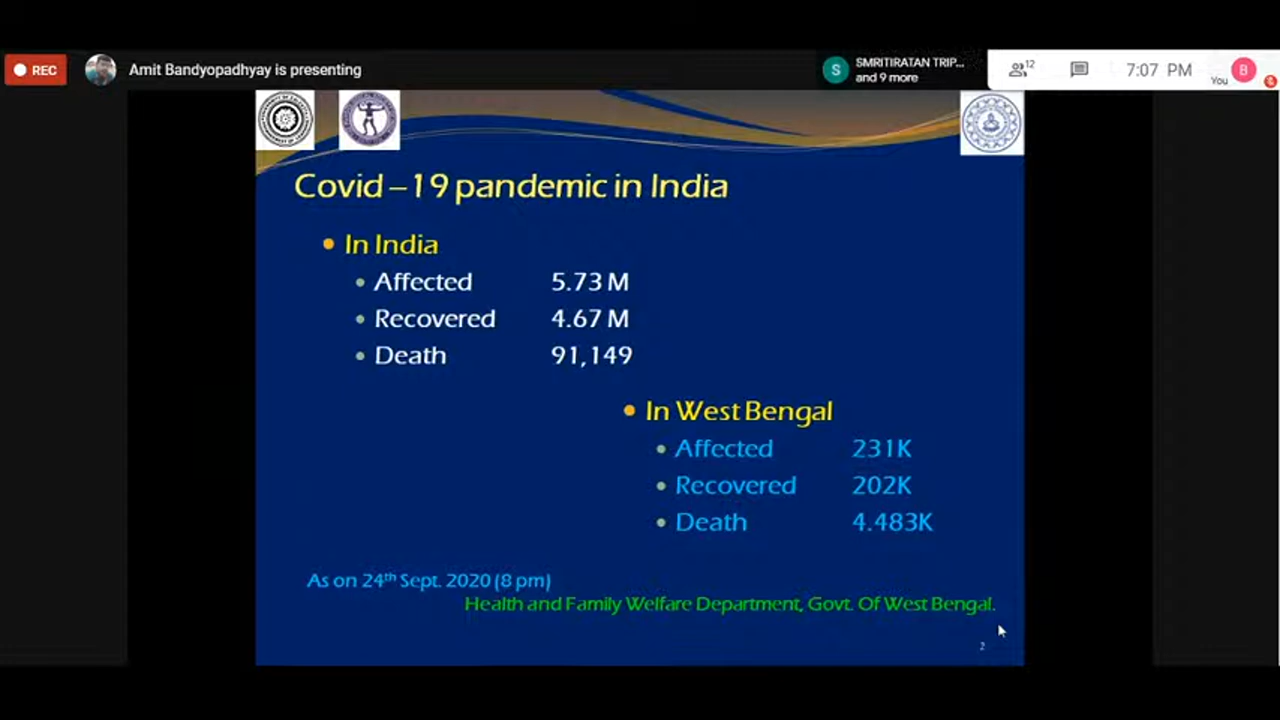 REC
Amit Bandyopadhyay is presenting
S
SMRITIRATAN TRIP...
and 9 more
12
7:07 PM
You
B
Covid –19 pandemic in India
In India
Affected 5.73 M
Recovered 4.67 M
Death 91,149
In West Bengal
Affected 231K
Recovered 202K
Death 4.483K
As on 24th Sept. 2020 (8 pm)
Health and Family Welfare Department, Govt. Of West Bengal.
2